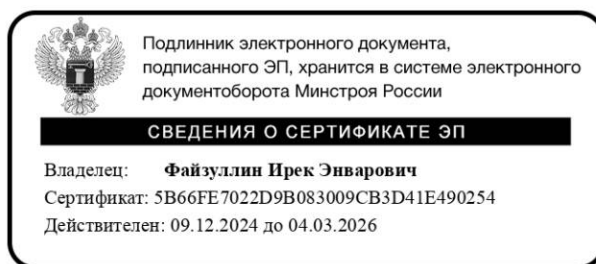 Подлинник электронного документа,
подписанного ЭП, хранится в системе электронного
документоборота Минстроя России
СВЕДЕНИЯ О СЕРТИФИКАТЕ ЭП
Владелец: Файзуллин Ирек Энварович
Сертификат: 5B66FE7022D9B083009CB3D41E490254
Действителен: 09.12.2024 до 04.03.2026